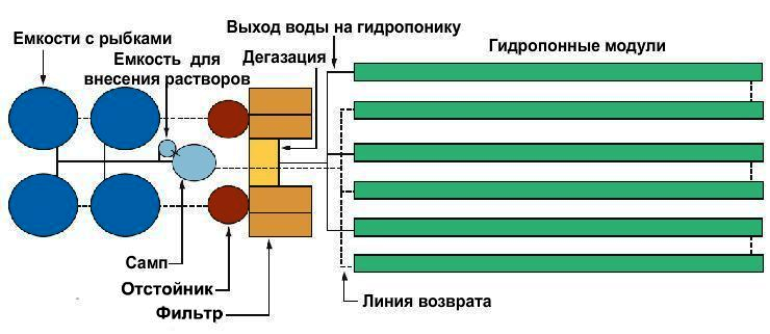 Выход воды на гидропонику
Емкости с рыбками
Гидропонные модули
Емкость для
внесения растворов
Дегазация
Самп
Отстойник
Фильтр
Линия возврата